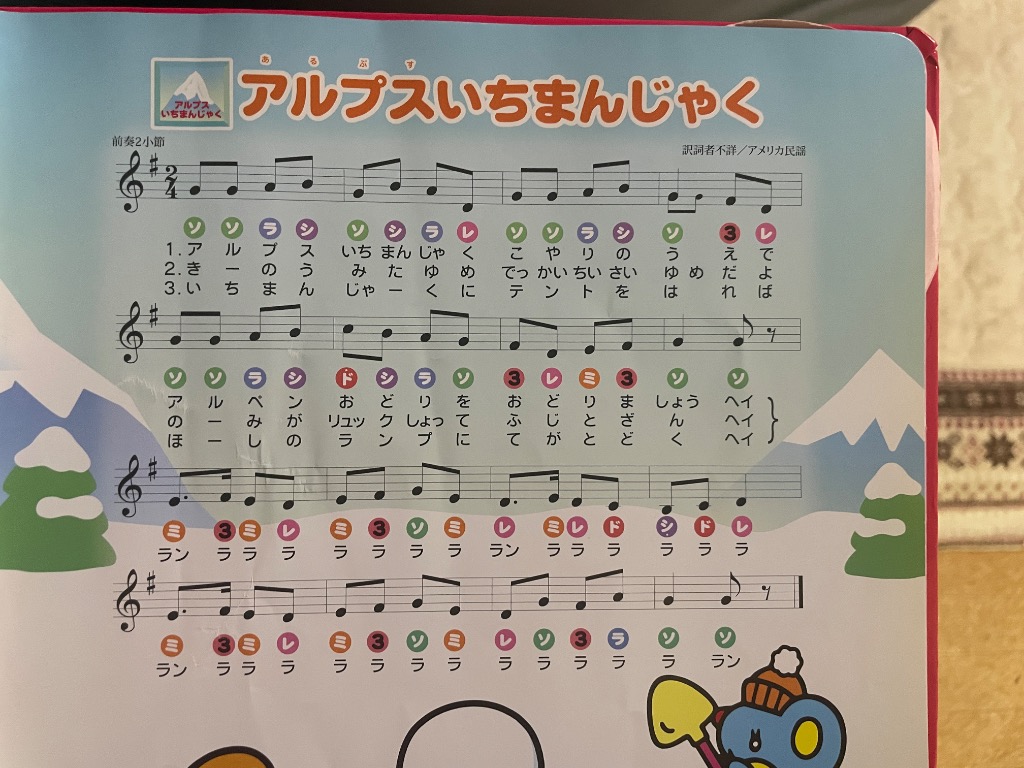 あるぷす
アルプスいちまんじゃく
アルプス
いちまんじゃく
前奏2小節
訳詞者不詳／アメリカ民謡
2
4
ソ ソ ラ シ ソ シ ラ レ ソ ソ ラ シ ソ 3 レ
1. ア ル プ ス いち まん じゃ く こ や り の う え で
2. き ー の う み た ゆ め でっ かい ちい さい ゆ め だ よ
3. い ち ま ん じゃ ー く に テ ン ト を は れ ば
ソ ソ ラ シ ド シ ラ ソ 3 レ ミ 3 ソ ソ
ア ル ペ ン お ど り を お ど り ま しょう ヘイ
の ー み が リュッ ク しょっ て ふ じ と ざ ん ヘイ
ほ ー し の ラ ン プ に て が と ど く ヘイ
ミ 3 ミ レ ミ 3 ソ ミ レ ミ レ ド シ ド レ
ラン ラ ラ ラ ラ ラ ラ ラ ラン ラ ラ ラ ラ ラ ラ
ミ 3 ミ レ ミ 3 ソ ミ レ ソ 3 ラ ソ ソ
ラン ラ ラ ラ ラ ラ ラ ラ ラ ラ ラ ラ ラ ラン